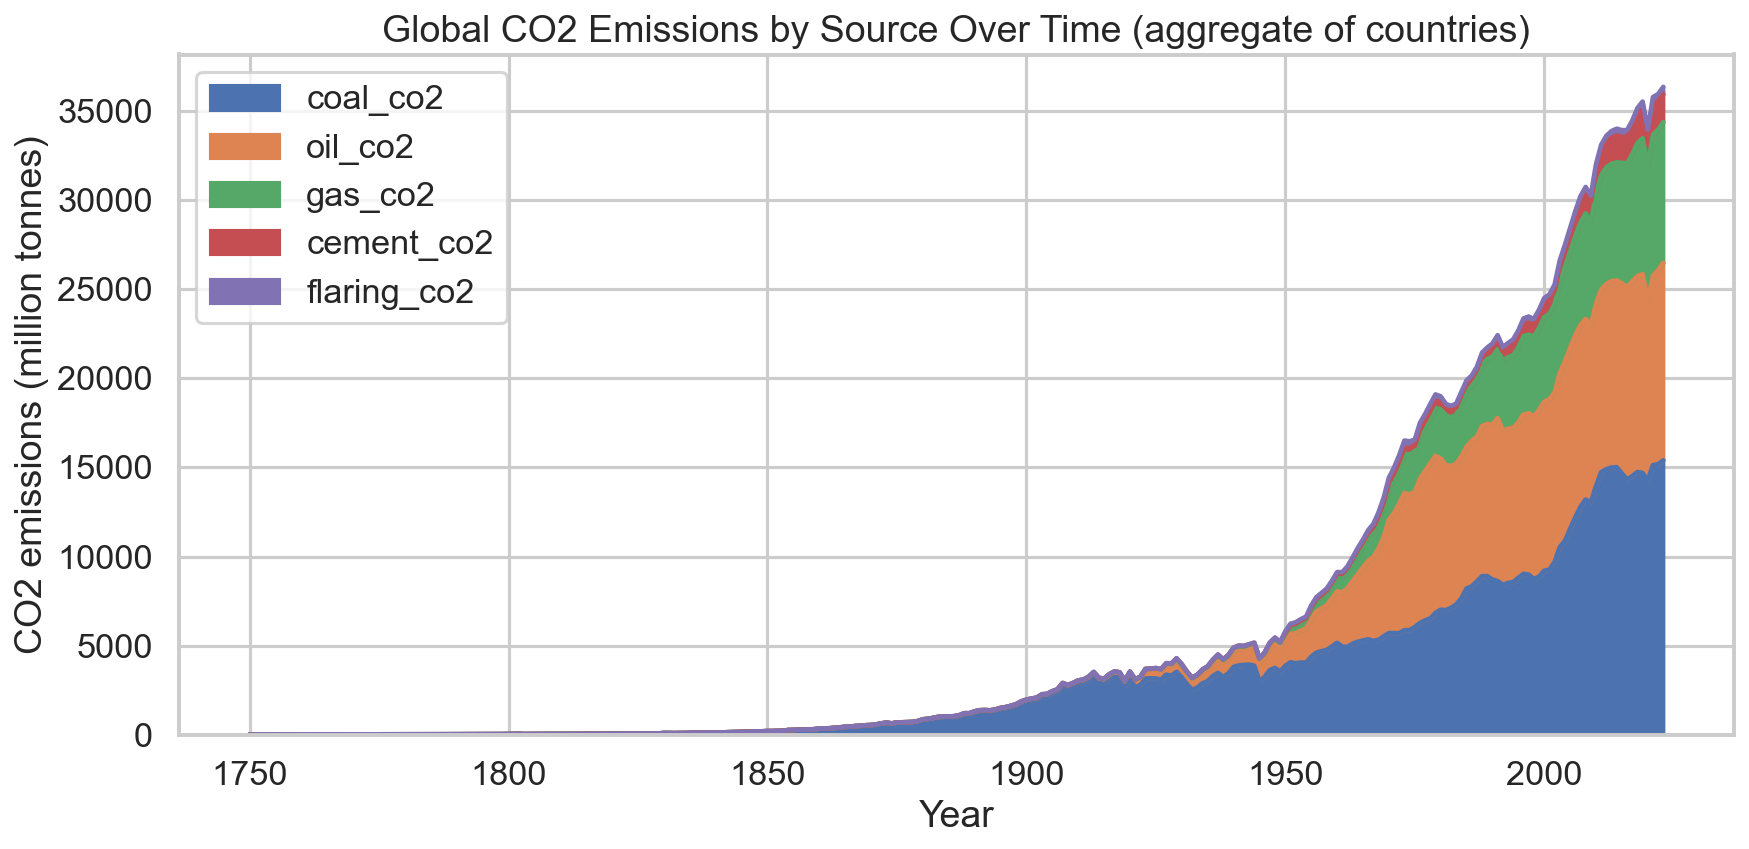 Global CO2 Emissions by Source Over Time (aggregate of countries)
coal_co2
oil_co2
gas_co2
cement_co2
flaring_co2
CO2 emissions (million tonnes)
35000
30000
25000
20000
15000
10000
5000
0
1750 1800 1850 1900 1950 2000
Year